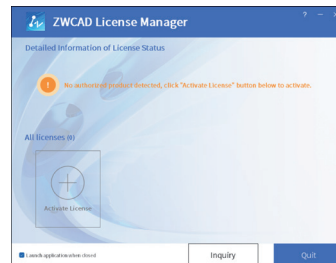 ZWCAD License Manager
Detailed Information of License Status
No authorized product detected, click "Activate License" button below to activate.
All licenses (0)
Activate License
Launch application when closed
Inquiry
Quit